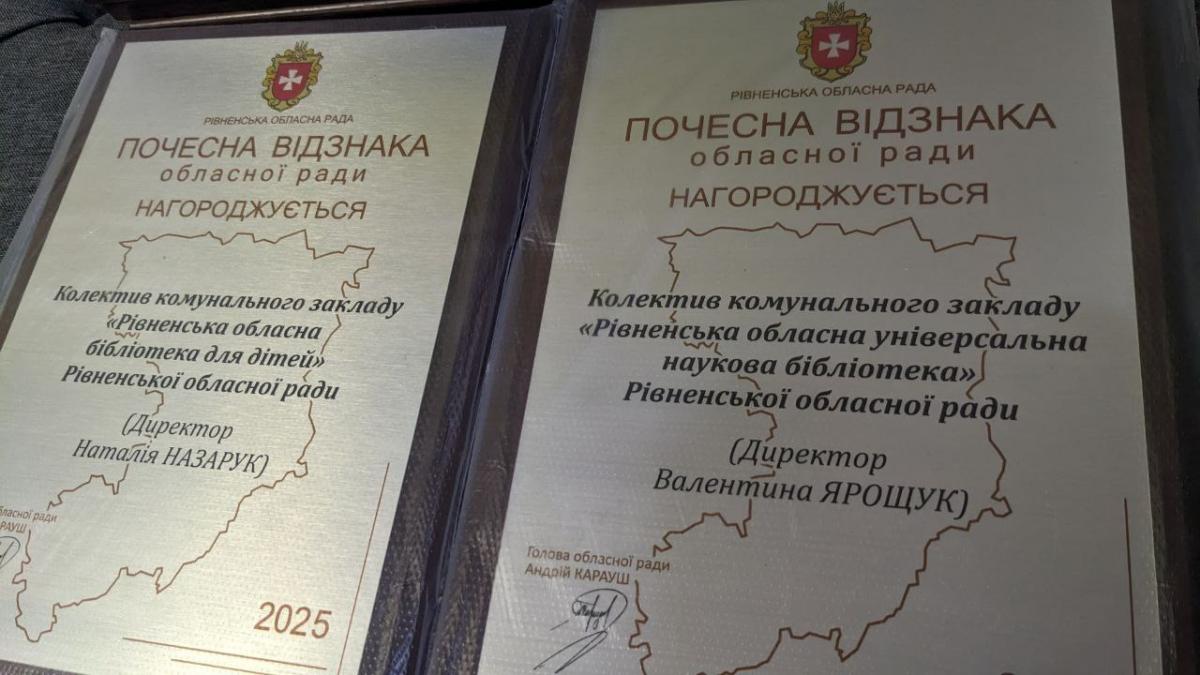 РІВНЕНСЬКА ОБЛАСНА РАДА
ПОЧЕСНА ВІДЗНАКА
обласної ради
НАГОРОДЖУЄТЬСЯ
Колектив комунального закладу
«Рівненська обласна
бібліотека для дітей»
Рівненської обласної ради
(Директор
Наталія НАЗАРУК)
ради
2025
РІВНЕНСЬКА ОБЛАСНА РАДА
ПОЧЕСНА ВІДЗНАКА
обласної ради
НАГОРОДЖУЄТЬСЯ
Колектив комунального закладу
«Рівненська обласна універсальна
наукова бібліотека»
Рівненської обласної ради
(Директор
Валентина ЯРОЩУК)
Голова обласної ради
Андрій КАРАУШ